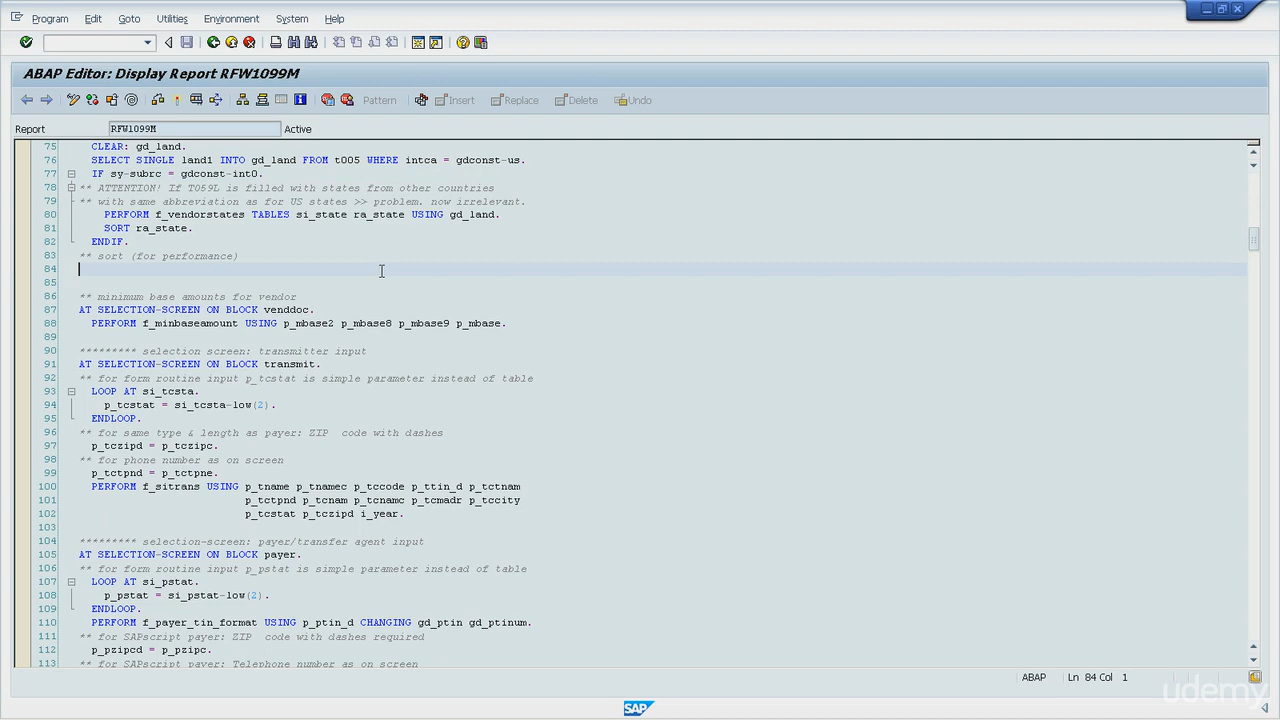 Program Edit Goto Utilities Environment System Help
ABAP Editor: Display Report RFW1099M
Pattern Insert Replace Delete Undo
Report RFW1099M Active
75 CLEAR: gd_land.
76 SELECT SINGLE land1 INTO gd_land FROM t005 WHERE intca = gdconst-us.
77 IF sy-subrc = gdconst-int0.
78 ** ATTENTION! If T059L is filled with states from other countries
79 ** with same abbreviation as for US states >> problem. now irrelevant.
80 PERFORM f_vendorstates TABLES si_state ra_state USING gd_land.
81 SORT ra_state.
82 ENDIF.
83 ** sort (for performance)
84
85
86 ** minimum base amounts for vendor
87 AT SELECTION-SCREEN ON BLOCK venddoc.
88 PERFORM f_minbaseamount USING p_mbase2 p_mbase8 p_mbase9 p_mbase.
89
90 ********* selection screen: transmitter input
91 AT SELECTION-SCREEN ON BLOCK transmit.
92 ** for form routine input p_tcstat is simple parameter instead of table
93 LOOP AT si_tcsta.
94 p_tcstat = si_tcsta-low(2).
95 ENDLOOP.
96 ** for same type & length as payer: ZIP code with dashes
97 p_tczipd = p_tczipc.
98 ** for phone number as on screen
99 p_tctpnd = p_tctpne.
100 PERFORM f_sitrans USING p_tname p_tnamec p_tccode p_ttin_d p_tctnam
101 p_tctpnd p_tcnam p_tcnamc p_tcmadr p_tccity
102 p_tcstat p_tczipd i_year.
103
104 ********* selection-screen: payer/transfer agent input
105 AT SELECTION-SCREEN ON BLOCK payer.
106 ** for form routine input p_pstat is simple parameter instead of table
107 LOOP AT si_pstat.
108 p_pstat = si_pstat-low(2).
109 ENDLOOP.
110 PERFORM f_payer_tin_format USING p_ptin_d CHANGING gd_ptin gd_ptinum.
111 ** for SAPscript payer: ZIP code with dashes required
112 p_pzipcd = p_pzipc.
113 ** for SAPscript payer: Telephone number as on screen
ABAP Ln 84 Col 1
SAP
udemy